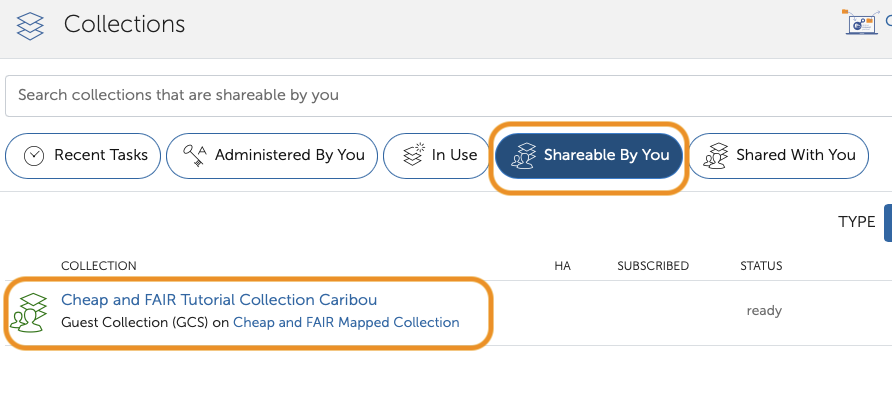 Collections
Search collections that are shareable by you
Recent Tasks
Administered By You
In Use
Shareable By You
Shared With You
TYPE
COLLECTION HA SUBSCRIBED STATUS
Cheap and FAIR Tutorial Collection Caribou
Guest Collection (GCS) on Cheap and FAIR Mapped Collection
ready